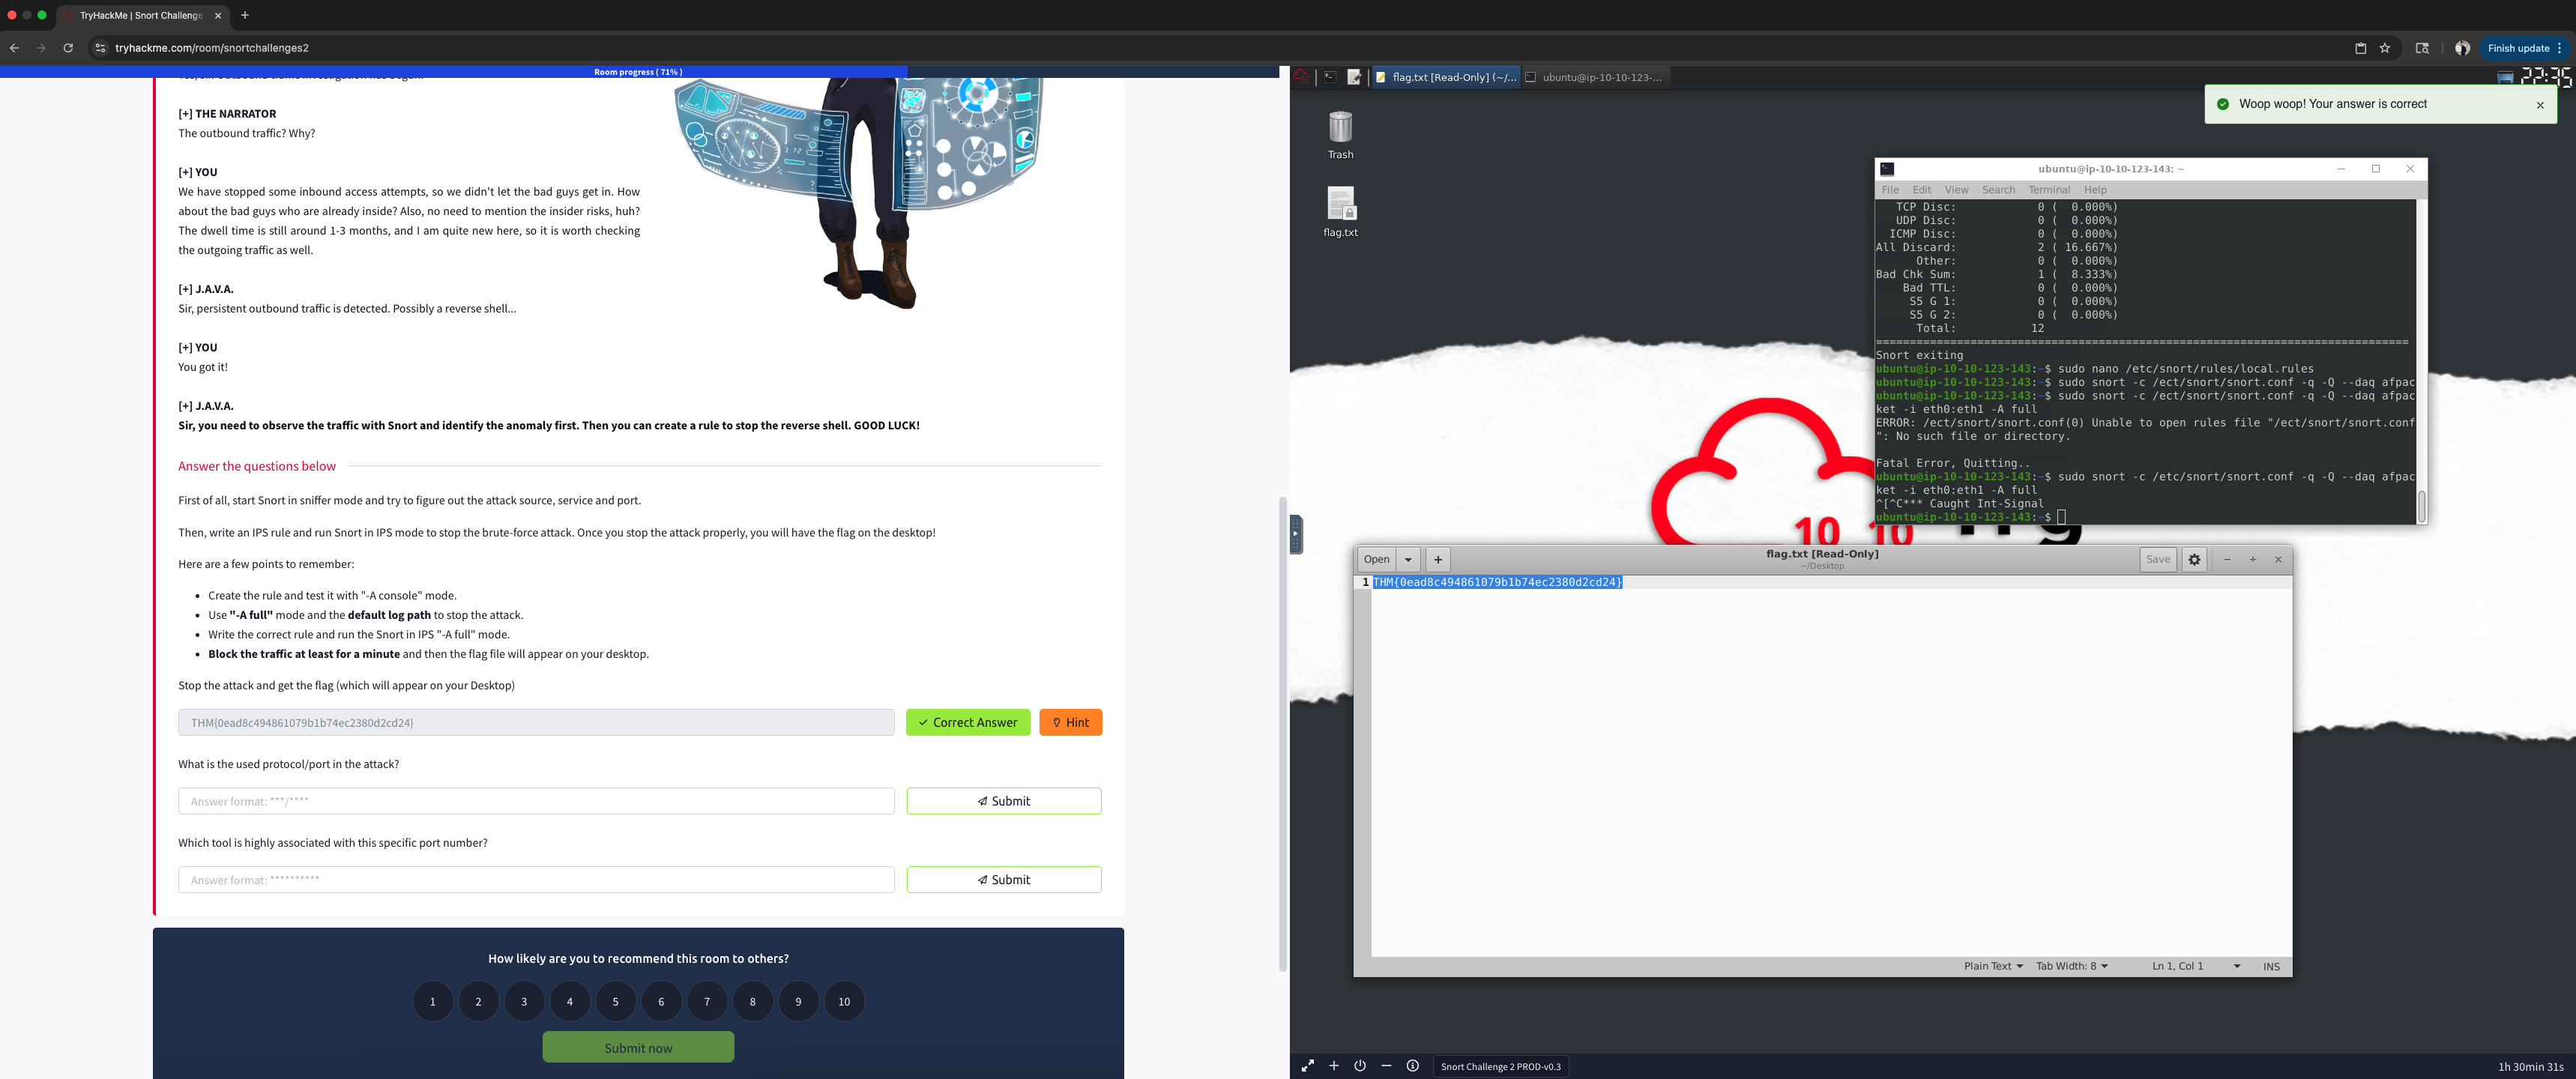 TryHackMe | Snort Challenge
tryhackme.com/room/snortchallenges2
Finish update
Room progress ( 71% )
[+] THE NARRATOR
The outbound traffic? Why?
[+] YOU
We have stopped some inbound access attempts, so we didn't let the bad guys get in. How
about the bad guys who are already inside? Also, no need to mention the insider risks, huh?
The dwell time is still around 1-3 months, and I am quite new here, so it is worth checking
the outgoing traffic as well.
[+] J.A.V.A.
Sir, persistent outbound traffic is detected. Possibly a reverse shell...
[+] YOU
You got it!
[+] J.A.V.A.
Sir, you need to observe the traffic with Snort and identify the anomaly first. Then you can create a rule to stop the reverse shell. GOOD LUCK!
Answer the questions below
First of all, start Snort in sniffer mode and try to figure out the attack source, service and port.
Then, write an IPS rule and run Snort in IPS mode to stop the brute-force attack. Once you stop the attack properly, you will have the flag on the desktop!
Here are a few points to remember:
• Create the rule and test it with "-A console" mode.
• Use "-A full" mode and the default log path to stop the attack.
• Write the correct rule and run the Snort in IPS "-A full" mode.
• Block the traffic at least for a minute and then the flag file will appear on your desktop.
Stop the attack and get the flag (which will appear on your Desktop)
THM{0ead8c494861079b1b74ec2380d2cd24}
Correct Answer
Hint
What is the used protocol/port in the attack?
Answer format: ***/****
Submit
Which tool is highly associated with this specific port number?
Answer format: **********
Submit
How likely are you to recommend this room to others?
1 2 3 4 5 6 7 8 9 10
Submit now
flag.txt [Read-Only] (~/...
ubuntu@ip-10-10-123-...
22:35
Woop woop! Your answer is correct
Trash
flag.txt
ubuntu@ip-10-10-123-143: ~
File Edit View Search Terminal Help
TCP Disc: 0 ( 0.000%)
UDP Disc: 0 ( 0.000%)
ICMP Disc: 0 ( 0.000%)
All Discard: 2 ( 16.667%)
Other: 0 ( 0.000%)
Bad Chk Sum: 1 ( 8.333%)
Bad TTL: 0 ( 0.000%)
S5 G 1: 0 ( 0.000%)
S5 G 2: 0 ( 0.000%)
Total: 12
===============================================================================
Snort exiting
ubuntu@ip-10-10-123-143:~$ sudo nano /etc/snort/rules/local.rules
ubuntu@ip-10-10-123-143:~$ sudo snort -c /ect/snort/snort.conf -q -Q --daq afpac
ubuntu@ip-10-10-123-143:~$ sudo snort -c /ect/snort/snort.conf -q -Q --daq afpac
ket -i eth0:eth1 -A full
ERROR: /ect/snort/snort.conf(0) Unable to open rules file "/ect/snort/snort.conf
": No such file or directory.
Fatal Error, Quitting..
ubuntu@ip-10-10-123-143:~$ sudo snort -c /etc/snort/snort.conf -q -Q --daq afpac
ket -i eth0:eth1 -A full
^[^C*** Caught Int-Signal
ubuntu@ip-10-10-123-143:~$
10 10
Open
flag.txt [Read-Only]
~/Desktop
Save
1 THM{0ead8c494861079b1b74ec2380d2cd24}
Plain Text
Tab Width: 8
Ln 1, Col 1
INS
Snort Challenge 2 PROD-v0.3
1h 30min 31s